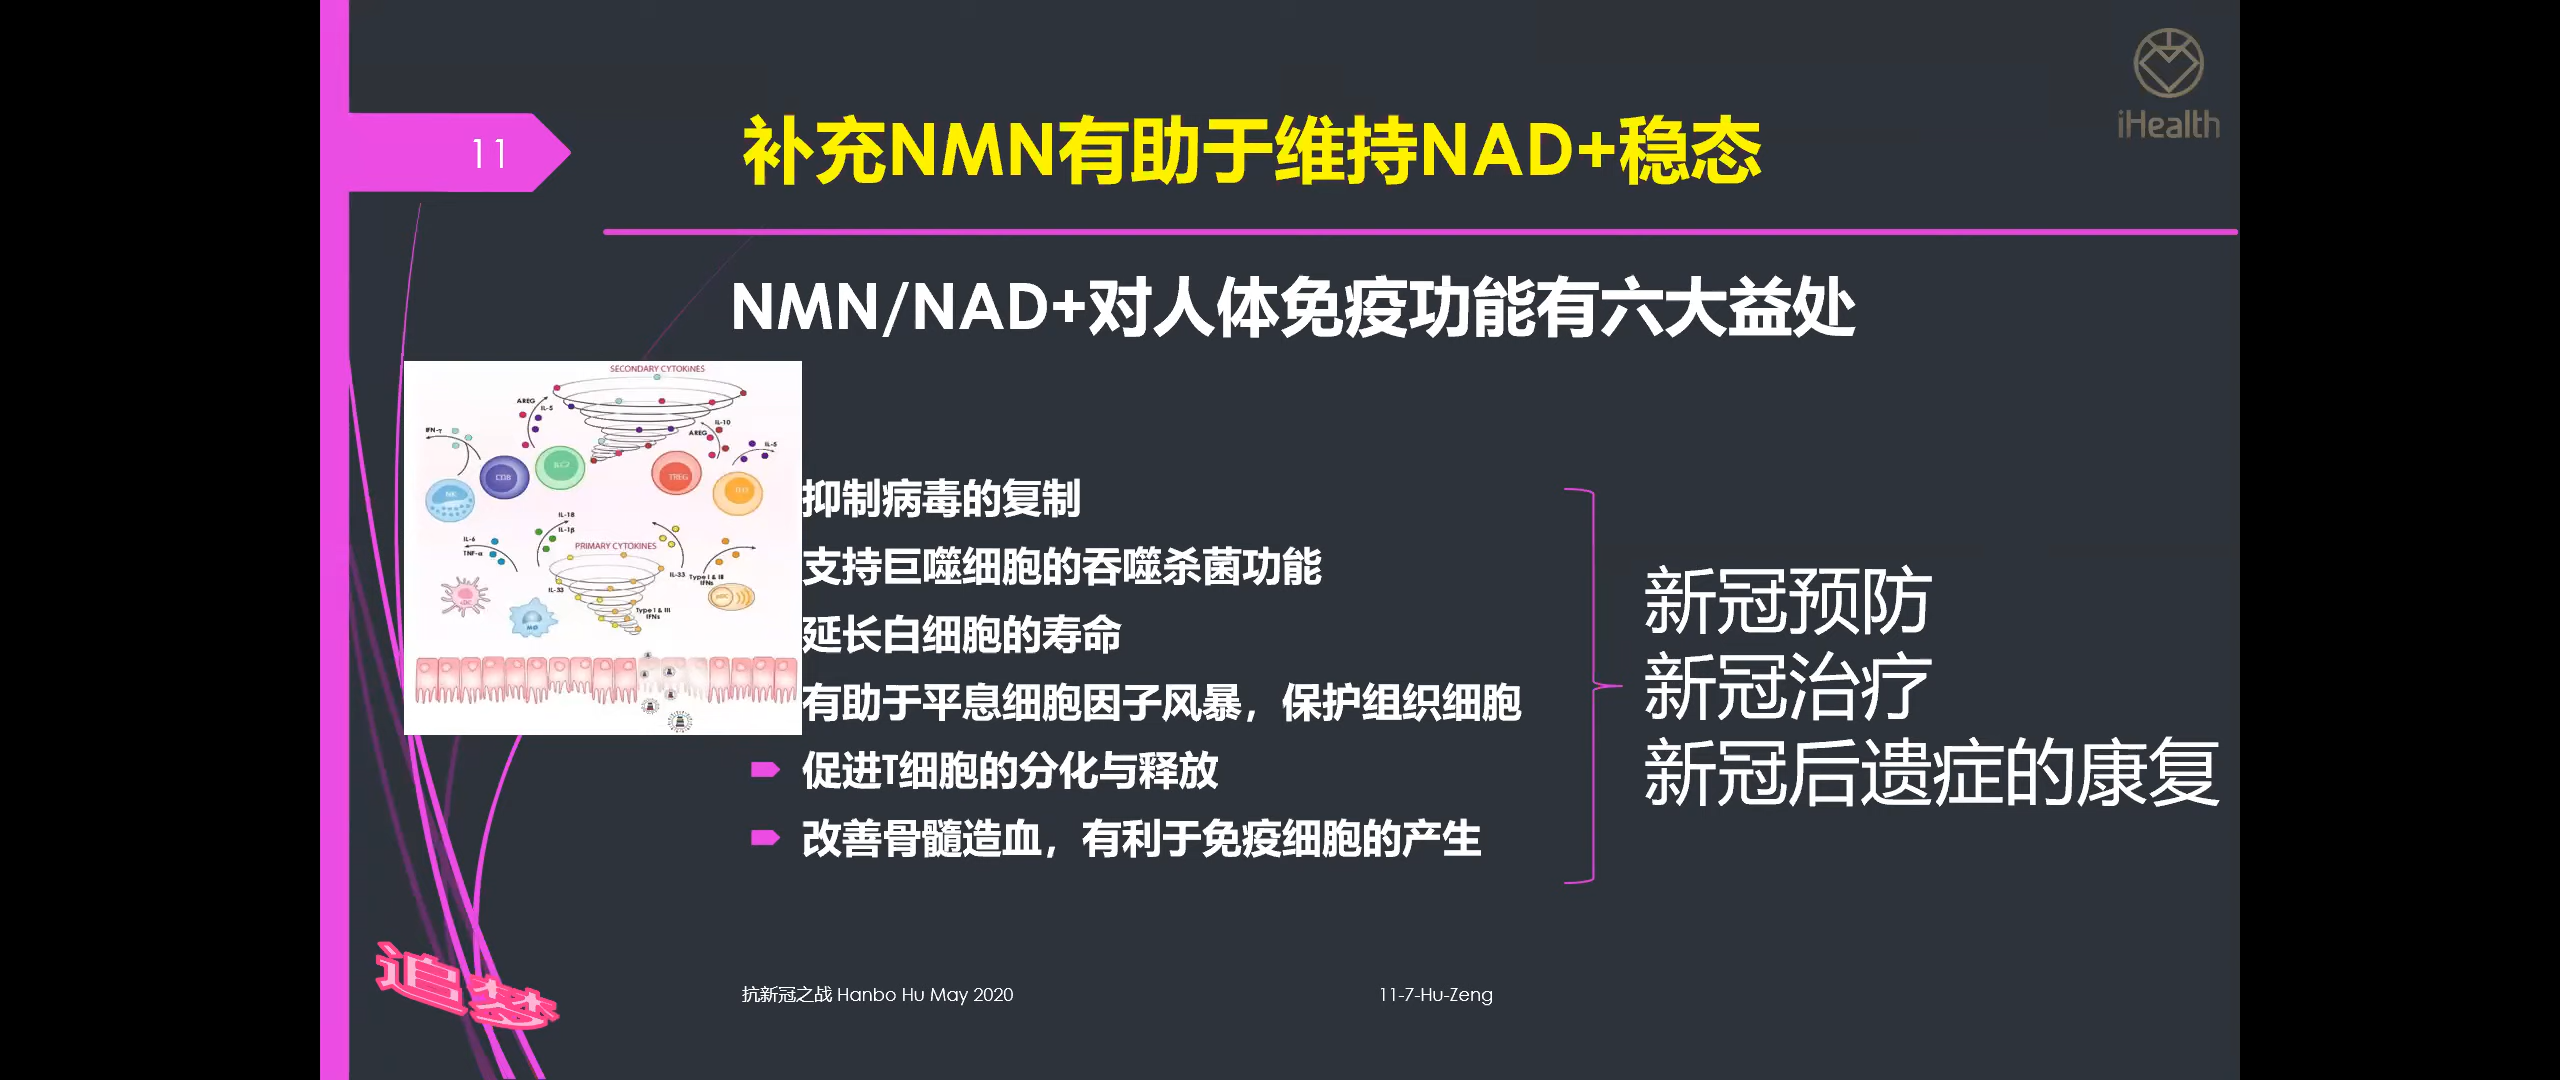 11
补充NMN有助于维持NAD+稳态
iHealth
NMN/NAD+对人体免疫功能有六大益处
SECONDARY CYTOKINES
AREG
IL-5
IFN-γ
IL-10
AREG
IL-5
CD8
ILC2
TREG
NK
IL-18
IL-1β
IL-6
TNF-α
PRIMARY CYTOKINES
IL-33
Type I & III
IFNs
IL-33
Type I & III
IFNs
MØ
抑制病毒的复制
支持巨噬细胞的吞噬杀菌功能
延长白细胞的寿命
有助于平息细胞因子风暴，保护组织细胞
促进T细胞的分化与释放
改善骨髓造血，有利于免疫细胞的产生
新冠预防
新冠治疗
新冠后遗症的康复
追梦
抗新冠之战 Hanbo Hu May 2020
11-7-Hu-Zeng